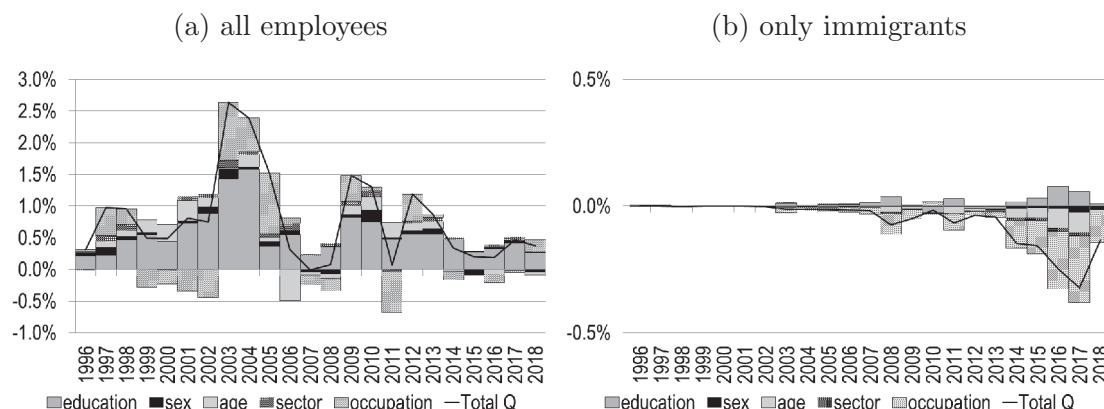 (a) all employees
3.0%
2.5%
2.0%
1.5%
1.0%
0.5%
0.0%
-0.5%
-1.0%
1996 1997 1998 1999 2000 2001 2002 2003 2004 2005 2006 2007 2008 2009 2010 2011 2012 2013 2014 2015 2016 2017 2018
education sex age sector occupation Total Q
(b) only immigrants
0.5%
0.0%
-0.5%
1996 1997 1998 1999 2000 2001 2002 2003 2004 2005 2006 2007 2008 2009 2010 2011 2012 2013 2014 2015 2016 2017 2018
education sex age sector occupation Total Q